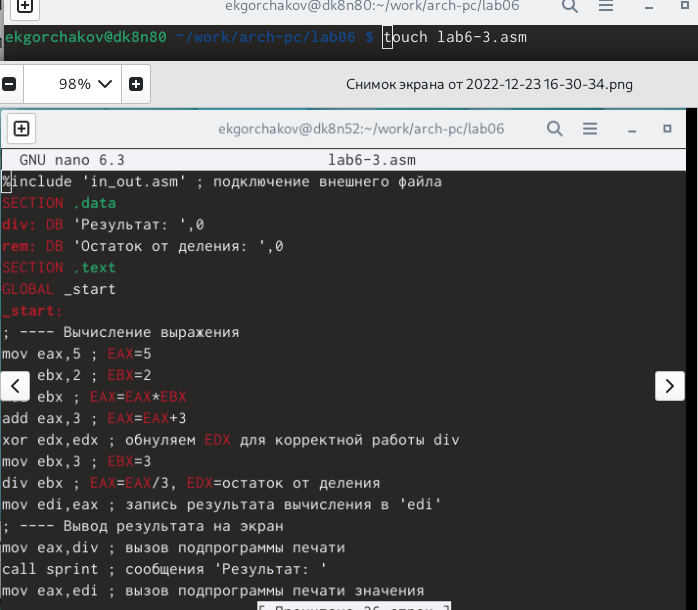 ekgorchakov@dk8n80:~/work/arch-pc/lab06
ekgorchakov@dk8n80 ~/work/arch-pc/lab06 $ touch lab6-3.asm
98%
Снимок экрана от 2022-12-23 16-30-34.png
ekgorchakov@dk8n52:~/work/arch-pc/lab06
GNU nano 6.3 lab6-3.asm
%include 'in_out.asm' ; подключение внешнего файла
SECTION .data
div: DB 'Результат: ',0
rem: DB 'Остаток от деления: ',0
SECTION .text
GLOBAL _start
_start:
; ---- Вычисление выражения
mov eax,5 ; EAX=5
ebx,2 ; EBX=2
ebx ; EAX=EAX*EBX
add eax,3 ; EAX=EAX+3
xor edx,edx ; обнуляем EDX для корректной работы div
mov ebx,3 ; EBX=3
div ebx ; EAX=EAX/3, EDX=остаток от деления
mov edi,eax ; запись результата вычисления в 'edi'
; ---- Вывод результата на экран
mov eax,div ; вызов подпрограммы печати
call sprint ; сообщения 'Результат: '
mov eax,edi ; вызов подпрограммы печати значения